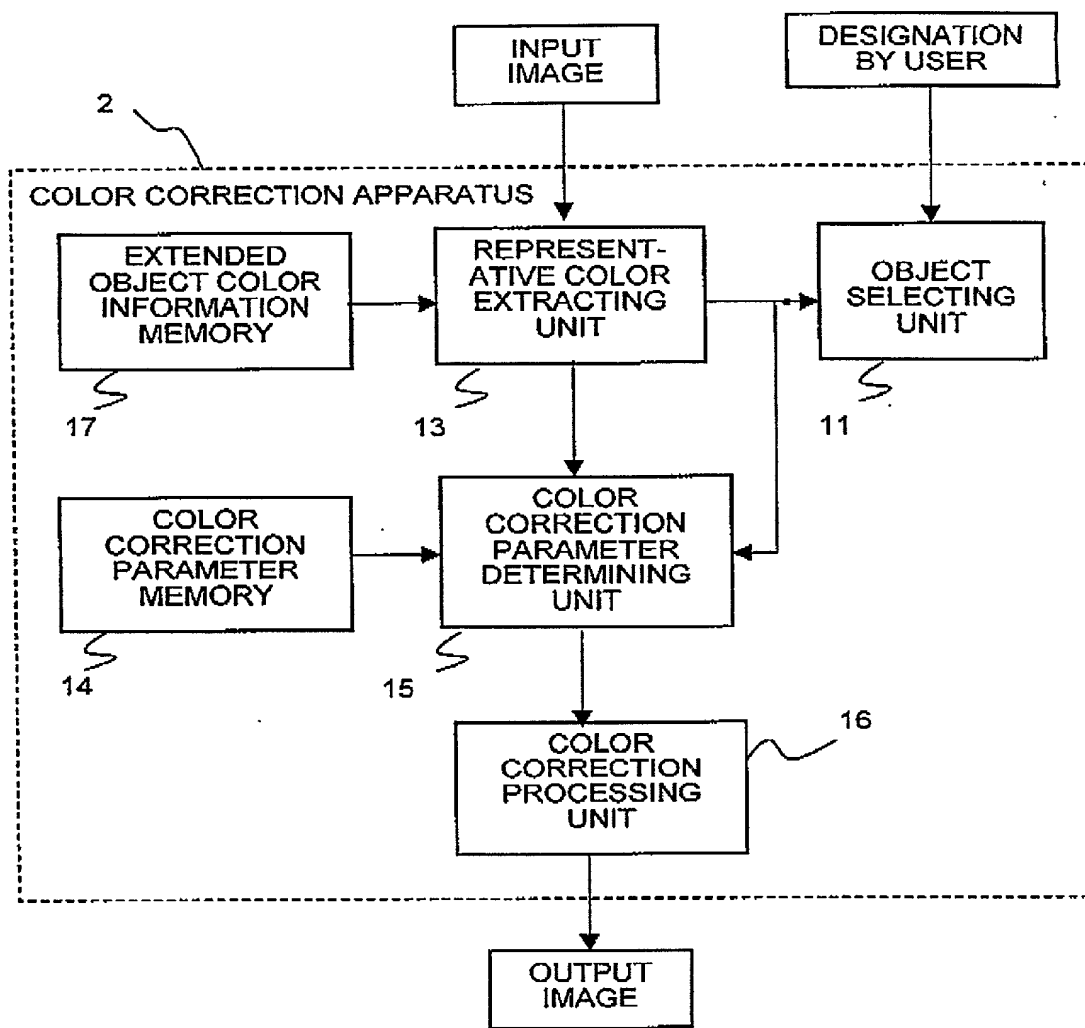 INPUT
IMAGE
DESIGNATION
BY USER
2
COLOR CORRECTION APPARATUS
EXTENDED
OBJECT COLOR
INFORMATION
MEMORY
REPRESENT-
ATIVE COLOR
EXTRACTING
UNIT
OBJECT
SELECTING
UNIT
17
13
11
COLOR
CORRECTION
PARAMETER
MEMORY
COLOR
CORRECTION
PARAMETER
DETERMINING
UNIT
14
15
COLOR
CORRECTION
PROCESSING
UNIT
16
OUTPUT
IMAGE